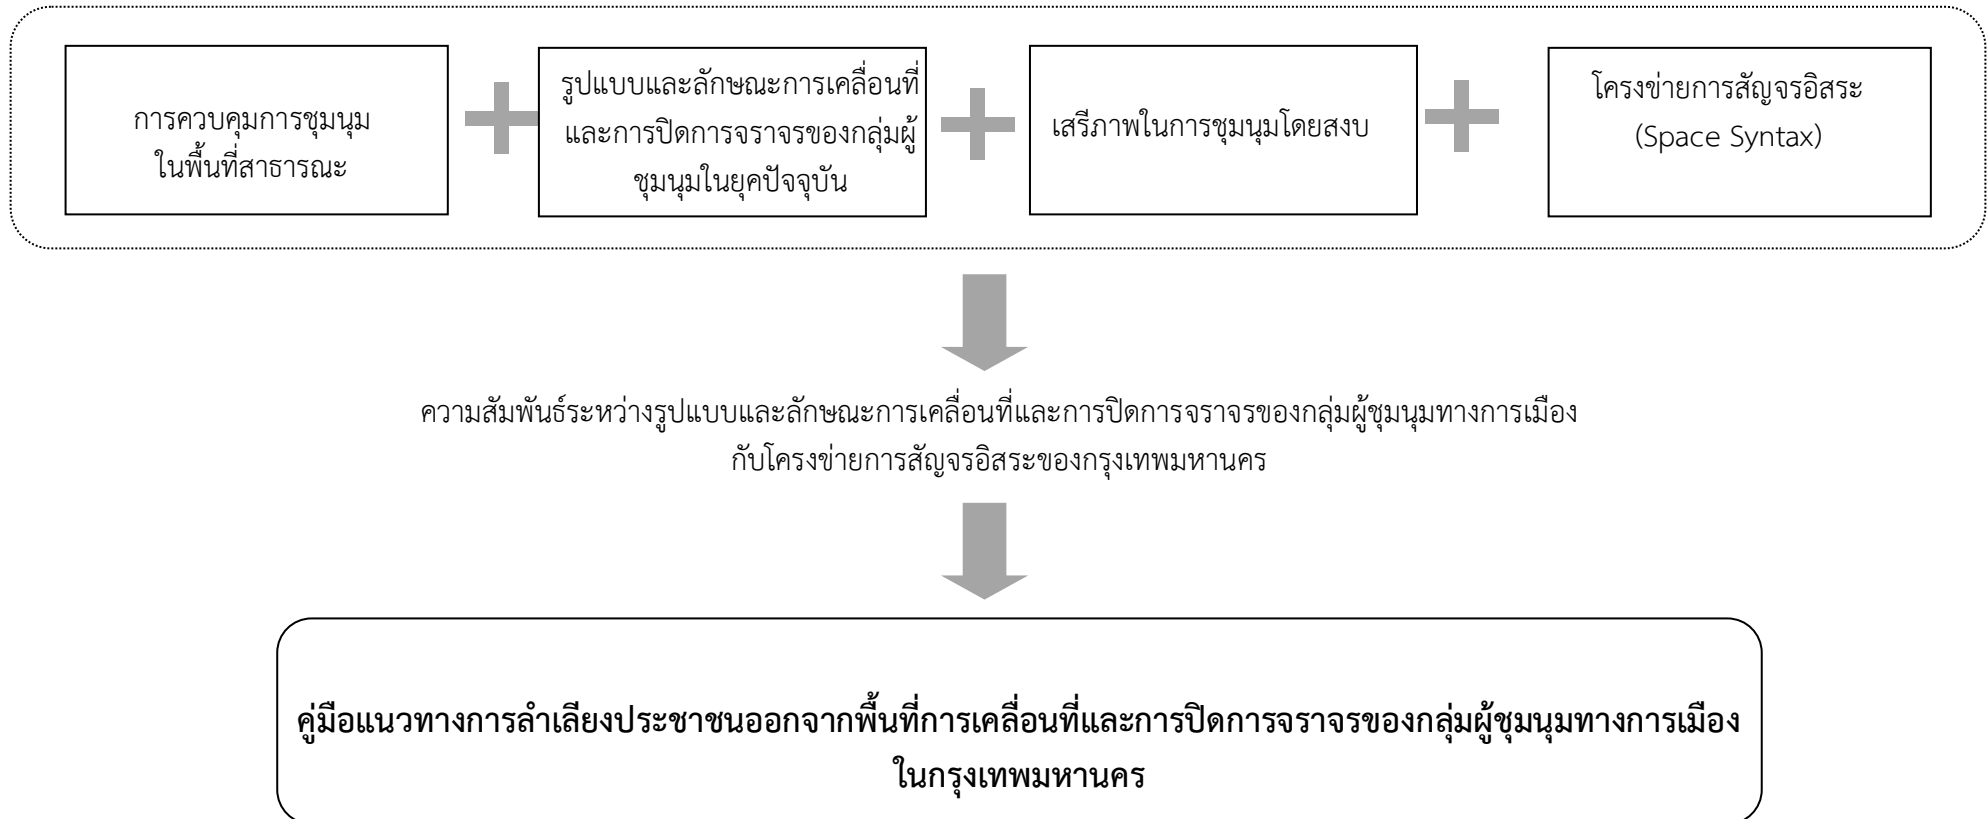 การควบคุมการชุมนุม
ในพื้นที่สาธารณะ
รูปแบบและลักษณะการเคลื่อนที่
และการปิดการจราจรของกลุ่มผู้
ชุมนุมในยุคปัจจุบัน
เสรีภาพในการชุมนุมโดยสงบ
โครงข่ายการสัญจรอิสระ
(Space Syntax)
ความสัมพันธ์ระหว่างรูปแบบและลักษณะการเคลื่อนที่และการปิดการจราจรของกลุ่มผู้ชุมนุมทางการเมือง
กับโครงข่ายการสัญจรอิสระของกรุงเทพมหานคร
คู่มือแนวทางการลำเลียงประชาชนออกจากพื้นที่การเคลื่อนที่และการปิดการจราจรของกลุ่มผู้ชุมนุมทางการเมือง
ในกรุงเทพมหานคร